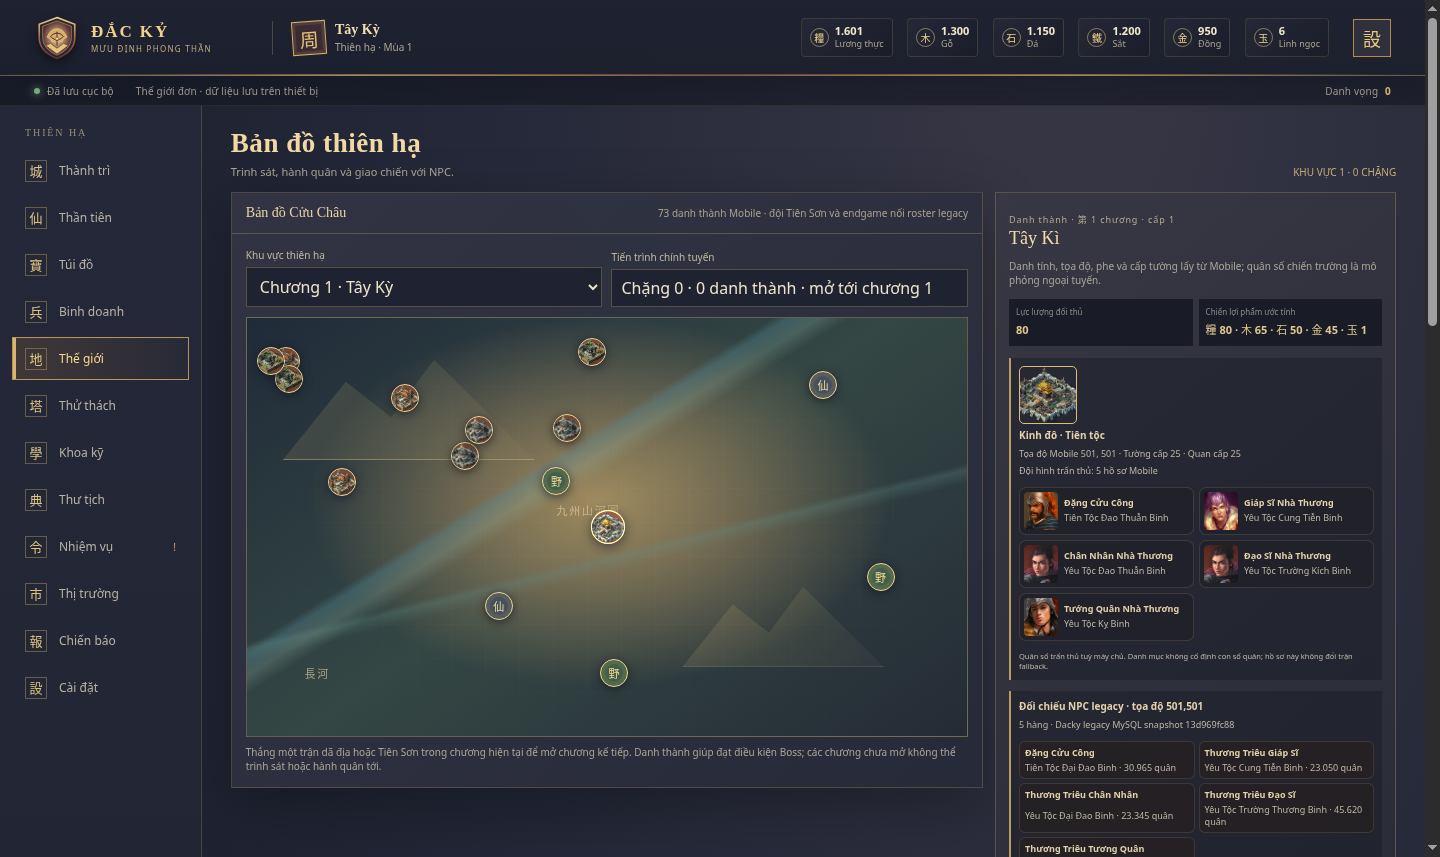 ĐẮC KỶ
MƯU ĐỊNH PHONG THẦN
周
Tây Kỳ
Thiên hạ · Mùa 1
糧 1.601 Lương thực
木 1.300 Gỗ
石 1.150 Đá
鐵 1.200 Sắt
金 950 Đồng
玉 6 Linh ngọc
設
Đã lưu cục bộ
Thế giới đơn · dữ liệu lưu trên thiết bị
Danh vọng 0
THIÊN HẠ
城 Thành trì
仙 Thần tiên
寶 Túi đồ
兵 Binh doanh
地 Thế giới
塔 Thử thách
學 Khoa kỹ
典 Thư tịch
令 Nhiệm vụ !
市 Thị trường
報 Chiến báo
設 Cài đặt
Bản đồ thiên hạ
Trinh sát, hành quân và giao chiến với NPC.
KHU VỰC 1 · 0 CHẶNG
Bản đồ Cửu Châu
73 danh thành Mobile · đội Tiên Sơn và endgame nối roster legacy
Khu vực thiên hạ
Chương 1 · Tây Kỳ
Tiến trình chinh tuyến
Chặng 0 · 0 danh thành · mở tới chương 1
仙
野
九州山
野
仙
野
長河
Thắng một trận dã địa hoặc Tiên Sơn trong chương hiện tại để mở chương kế tiếp. Danh thành giúp đạt điều kiện Boss; các chương chưa mở không thể
trinh sát hoặc hành quân tới.
Danh thành · 第 1 chương · cấp 1
Tây Kì
Danh tính, tọa độ, phe và cấp tường lấy từ Mobile; quân số chiến trường là mô
phỏng ngoại tuyến.
Lực lượng đối thủ
80
Chiến lợi phẩm ước tính
糧 80 · 木 65 · 石 50 · 金 45 · 玉 1
Kinh đô · Tiên tộc
Tọa độ Mobile 501, 501 · Tường cấp 25 · Quan cấp 25
Đội hình trấn thủ: 5 hồ sơ Mobile
Đặng Cửu Công
Tiên Tộc Đao Thuẫn Binh
Giáp Sĩ Nhà Thương
Yêu Tộc Cung Tiễn Binh
Chân Nhân Nhà Thương
Yêu Tộc Đao Thuẫn Binh
Đạo Sĩ Nhà Thương
Yêu Tộc Trường Kích Binh
Tướng Quân Nhà Thương
Yêu Tộc Kỵ Binh
Quân số trấn thủ tuỳ máy chủ. Danh mục không cố định con số quân; hồ sơ này không đổi trận
fallback.
Đối chiếu NPC legacy · tọa độ 501,501
5 hàng · Dacky legacy MySQL snapshot 13d969fc88
Đặng Cửu Công
Tiên Tộc Đại Đao Binh · 30.965 quân
Thương Triều Giáp Sĩ
Yêu Tộc Cung Tiễn Binh · 23.050 quân
Thương Triều Chân Nhân
Yêu Tộc Đại Đao Binh · 23.345 quân
Thương Triều Đạo Sĩ
Yêu Tộc Trường Thương Binh · 45.620
quân
Thương Triều Tương Quân